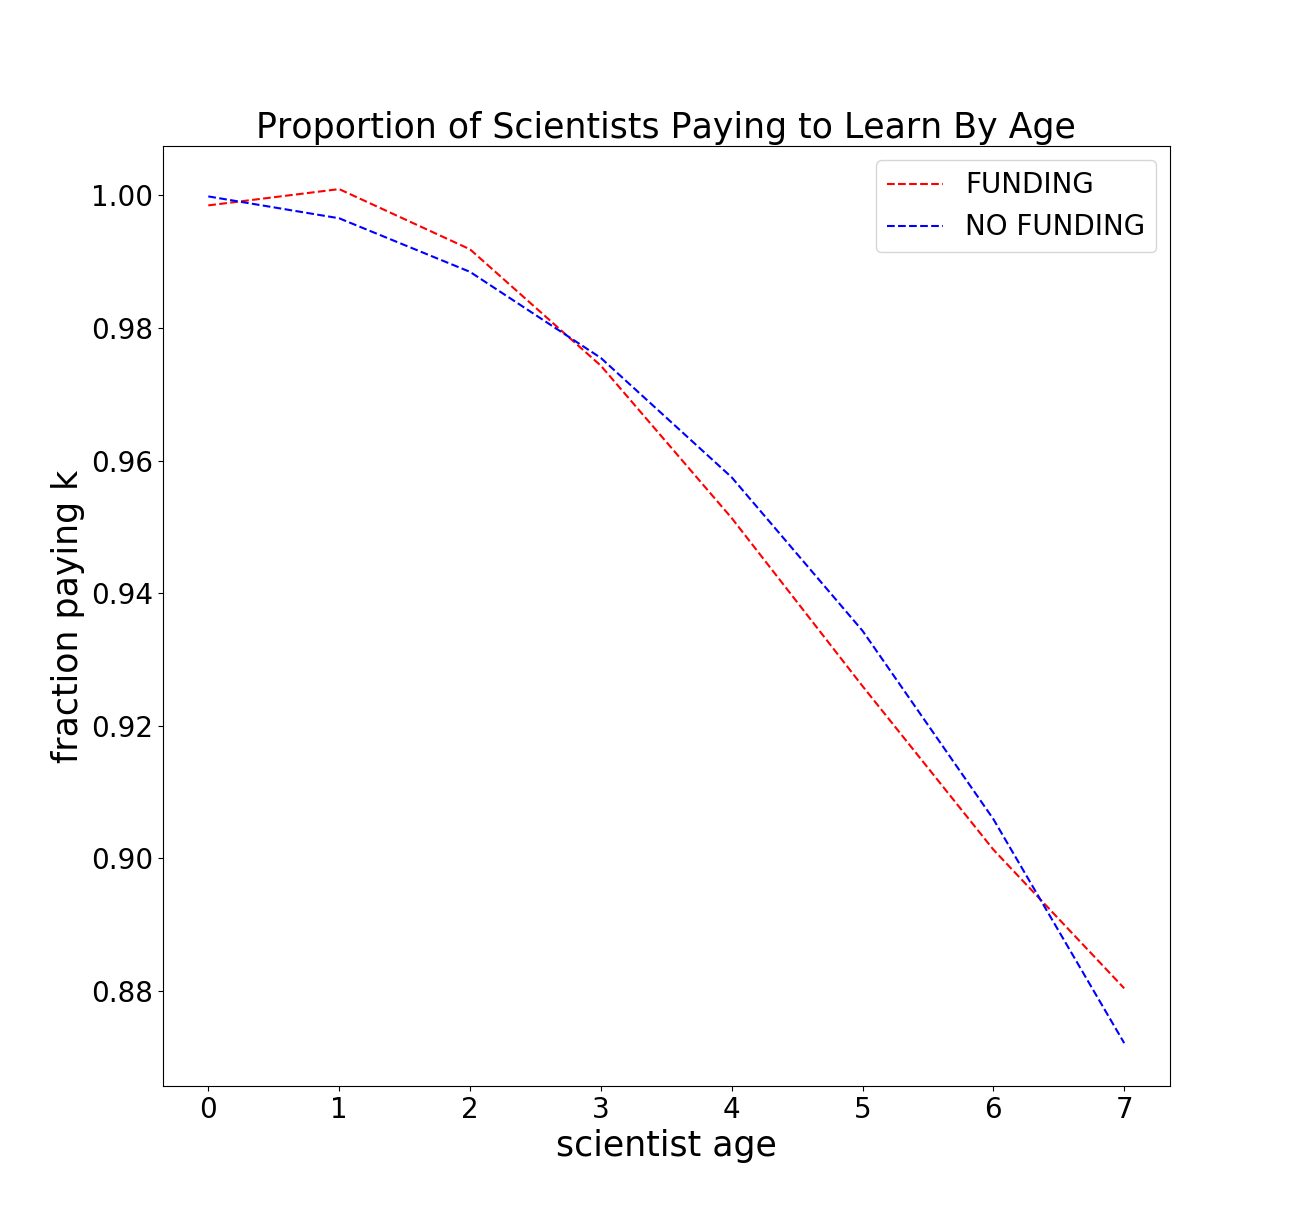 Proportion of Scientists Paying to Learn By Age
FUNDING
NO FUNDING
fraction paying k
1.00
0.98
0.96
0.94
0.92
0.90
0.88
0 1 2 3 4 5 6 7
scientist age